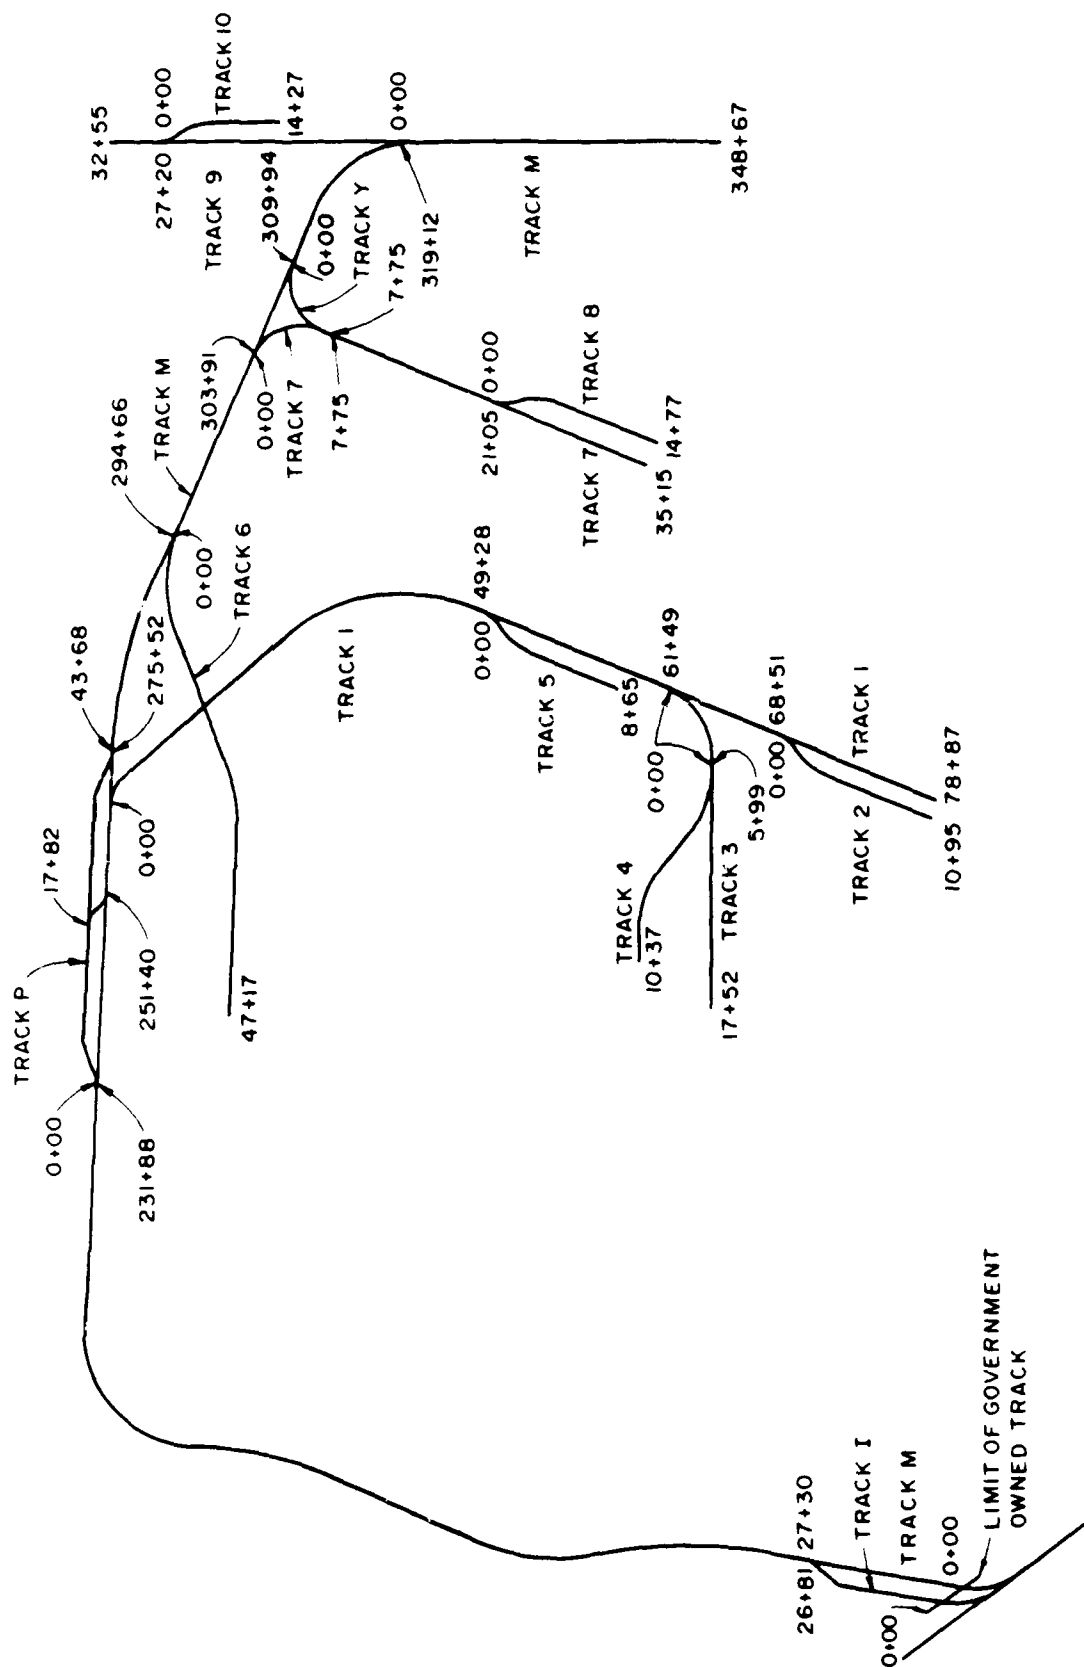 32+55
0+00
TRACK 10
14+27
27+20
TRACK 9
309+94
0+00
TRACK Y
7+75
0+00
319+12
TRACK M
348+67
294+66
TRACK M
303+91
0+00
TRACK 7
7+75
21+05
0+00
TRACK 8
TRACK 7
35+15
14+77
43+68
275+52
0+00
TRACK 6
47+17
TRACK 1
0+00
49+28
TRACK 5
8+65
61+49
0+00
5+99
TRACK 4
10+37
17+52
TRACK 3
0+00
68+51
TRACK 2
TRACK 1
10+95
78+87
TRACK P
17+82
0+00
251+40
0+00
231+88
26+81
27+30
TRACK I
TRACK M
0+00
0+00
LIMIT OF GOVERNMENT
OWNED TRACK